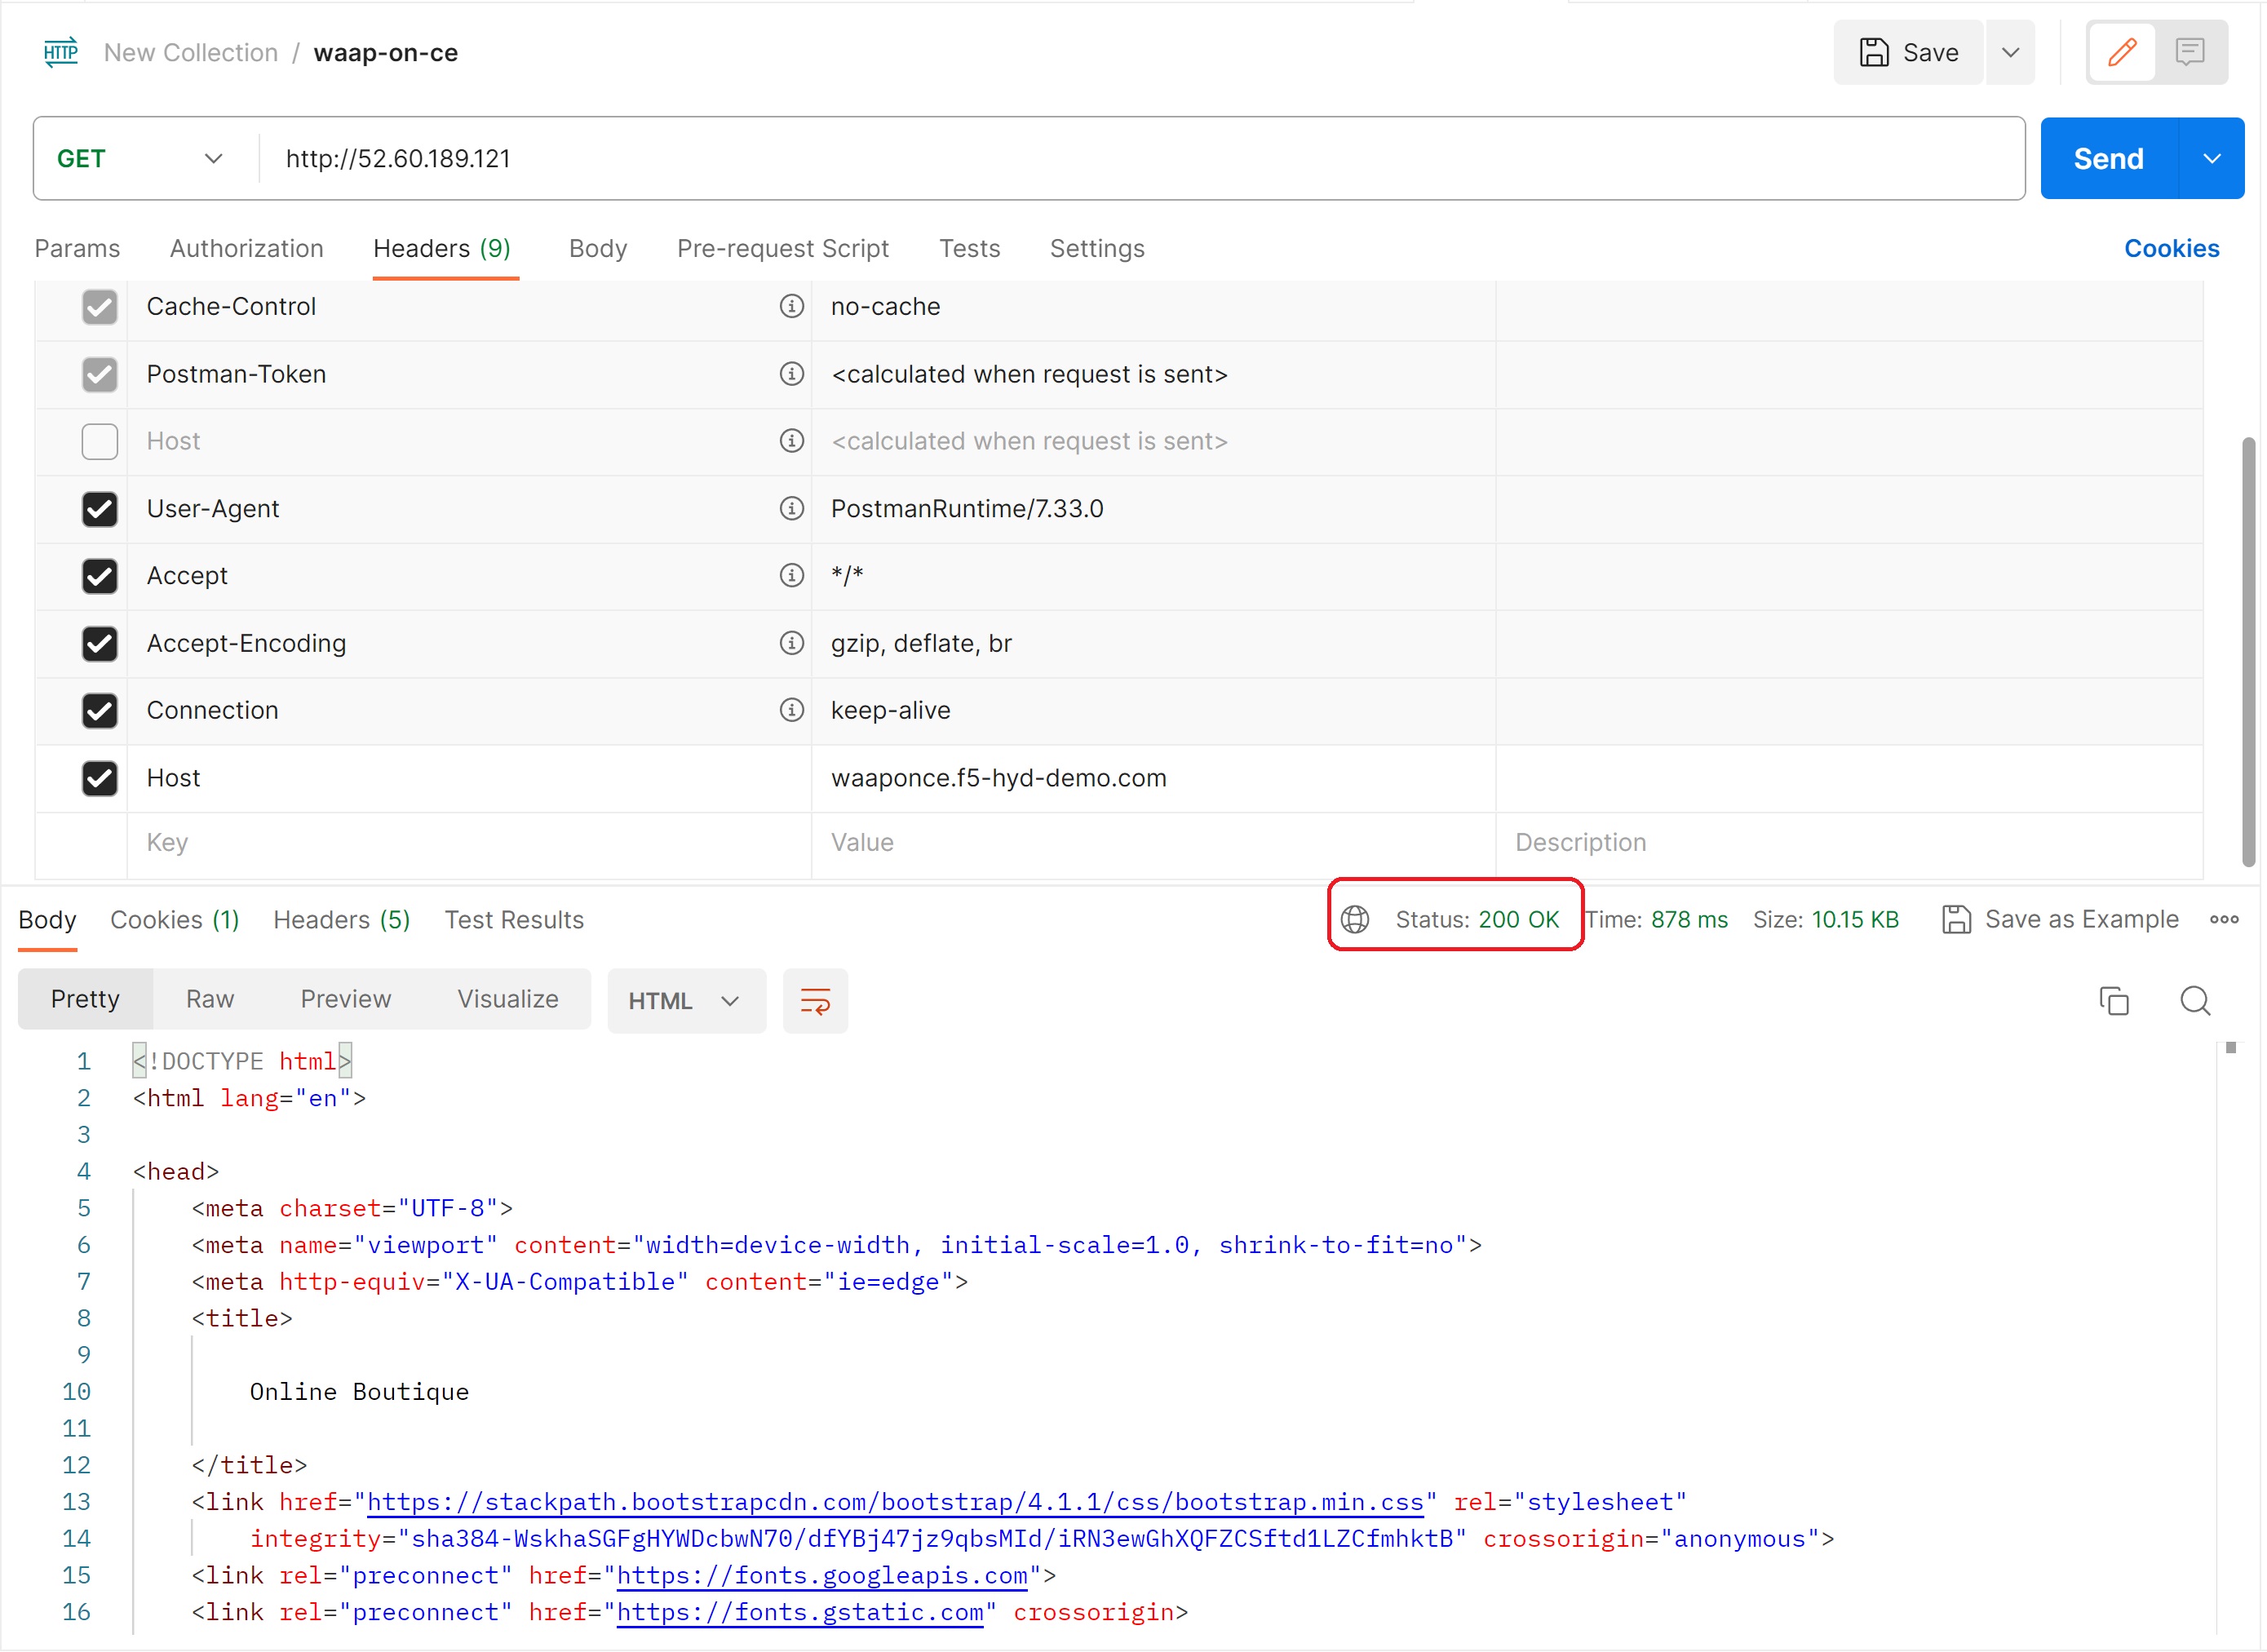 HTTP New Collection / waap-on-ce Save
GET http://52.60.189.121 Send
Params Authorization Headers (9) Body Pre-request Script Tests Settings Cookies
Cache-Control no-cache
Postman-Token <calculated when request is sent>
Host <calculated when request is sent>
User-Agent PostmanRuntime/7.33.0
Accept */*
Accept-Encoding gzip, deflate, br
Connection keep-alive
Host waaponce.f5-hyd-demo.com
Key Value Description
Body Cookies (1) Headers (5) Test Results Status: 200 OK Time: 878 ms Size: 10.15 KB Save as Example
Pretty Raw Preview Visualize HTML
1 <!DOCTYPE html>
2 <html lang="en">
3
4 <head>
5 <meta charset="UTF-8">
6 <meta name="viewport" content="width=device-width, initial-scale=1.0, shrink-to-fit=no">
7 <meta http-equiv="X-UA-Compatible" content="ie=edge">
8 <title>
9
10 Online Boutique
11
12 </title>
13 <link href="https://stackpath.bootstrapcdn.com/bootstrap/4.1.1/css/bootstrap.min.css" rel="stylesheet"
14 integrity="sha384-WskhaSGFgHYWDcbwN70/dfYBj47jz9qbsMId/iRN3ewGhXQFZCSftd1LZCfmhktB" crossorigin="anonymous">
15 <link rel="preconnect" href="https://fonts.googleapis.com">
16 <link rel="preconnect" href="https://fonts.gstatic.com" crossorigin>